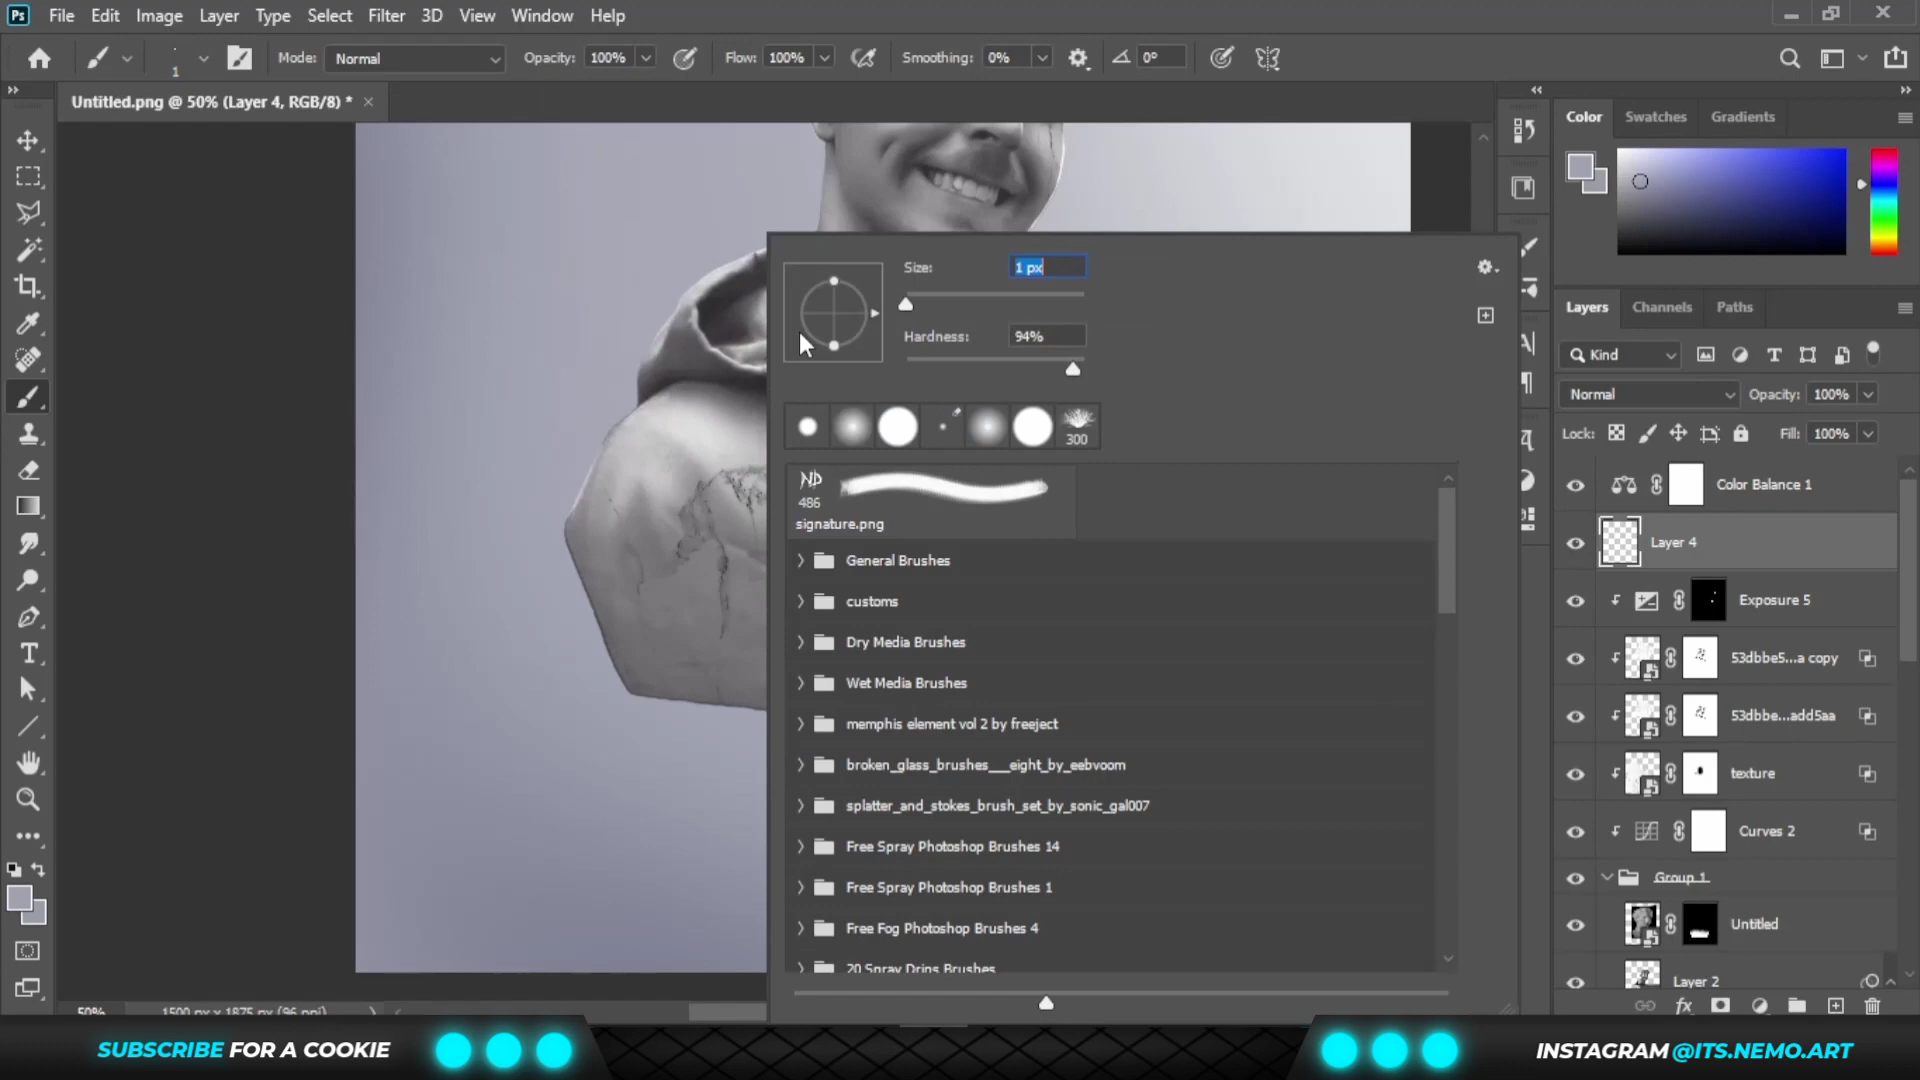 Ps File Edit Image Layer Type Select Filter 3D View Window Help
1 Mode: Normal Opacity: 100% Flow: 100% Smoothing: 0% 0°
Untitled.png @ 50% (Layer 4, RGB/8) *
Color Swatches Gradients
Size: 1 px
Hardness: 94%
300
ND
486
signature.png
General Brushes
customs
Dry Media Brushes
Wet Media Brushes
memphis element vol 2 by freeject
broken_glass_brushes___eight_by_eebvoom
splatter_and_stokes_brush_set_by_sonic_gal007
Free Spray Photoshop Brushes 14
Free Spray Photoshop Brushes 1
Free Fog Photoshop Brushes 4
20 Spray Drips Brushes
Layers Channels Paths
Kind
Normal Opacity: 100%
Lock: Fill: 100%
Color Balance 1
Layer 4
Exposure 5
53dbbe5...a copy
53dbbe...add5aa
texture
Curves 2
Group 1
Untitled
Layer 2
fx
50% 1500 px x 1875 px (96 ppi)
SUBSCRIBE FOR A COOKIE
INSTAGRAM @ITS.NEMO.ART